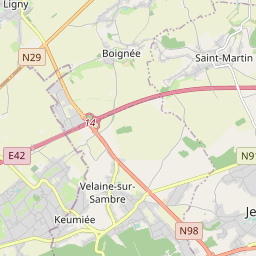 Ligny
N29
Boignée
Saint-Martin
14
E42
N9
Velaine-sur-
Sambre
Keumiée
Je
N98